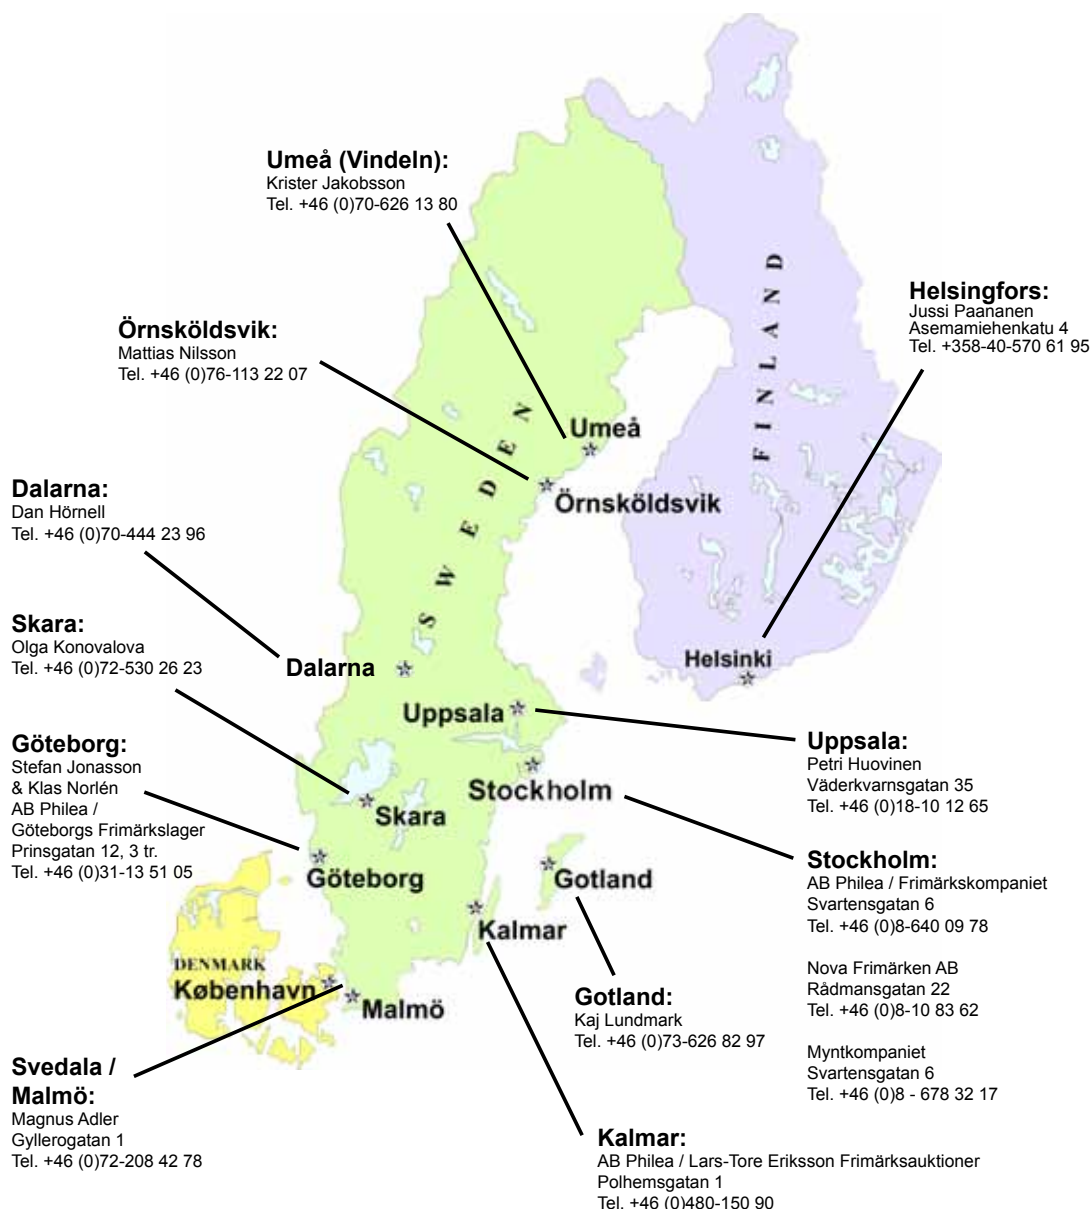 Umeå (Vindeln):
Krister Jakobsson
Tel. +46 (0)70-626 13 80
Helsingfors:
Jussi Paananen
Asemamiehenkatu 4
Tel. +358-40-570 61 95
Örnsköldsvik:
Mattias Nilsson
Tel. +46 (0)76-113 22 07
FINLAND
SWEDEN
Umeå
Örnsköldsvik
Dalarna:
Dan Hörnell
Tel. +46 (0)70-444 23 96
Skara:
Olga Konovalova
Tel. +46 (0)72-530 26 23
Dalarna
Helsinki
Uppsala
Göteborg:
Stefan Jonasson
& Klas Norlén
AB Philea /
Göteborgs Frimärkslager
Prinsgatan 12, 3 tr.
Tel. +46 (0)31-13 51 05
Uppsala:
Petri Huovinen
Väderkvarnsgatan 35
Tel. +46 (0)18-10 12 65
Stockholm
Skara
Göteborg
Gotland
Kalmar
Stockholm:
AB Philea / Frimärkskompaniet
Svartensgatan 6
Tel. +46 (0)8-640 09 78
Nova Frimärken AB
Rådmansgatan 22
Tel. +46 (0)8-10 83 62
Myntkompaniet
Svartensgatan 6
Tel. +46 (0)8 - 678 32 17
DENMARK
København
Malmö
Gotland:
Kaj Lundmark
Tel. +46 (0)73-626 82 97
Svedala /
Malmö:
Magnus Adler
Gyllerogatan 1
Tel. +46 (0)72-208 42 78
Kalmar:
AB Philea / Lars-Tore Eriksson Frimärksauktioner
Polhemsgatan 1
Tel. +46 (0)480-150 90